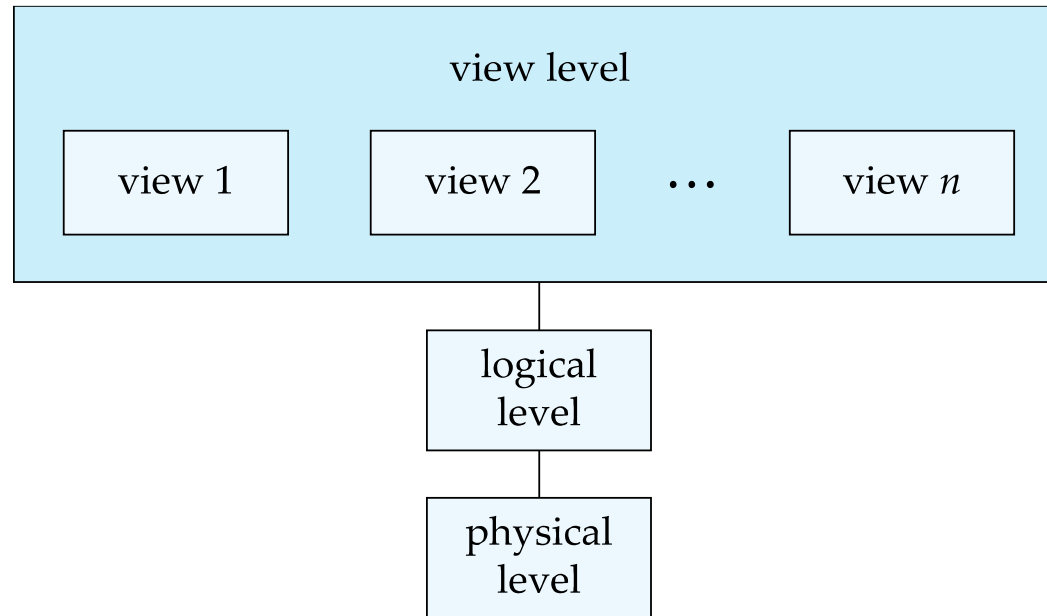 view level
view 1
view 2
...
view n
logical
level
physical
level